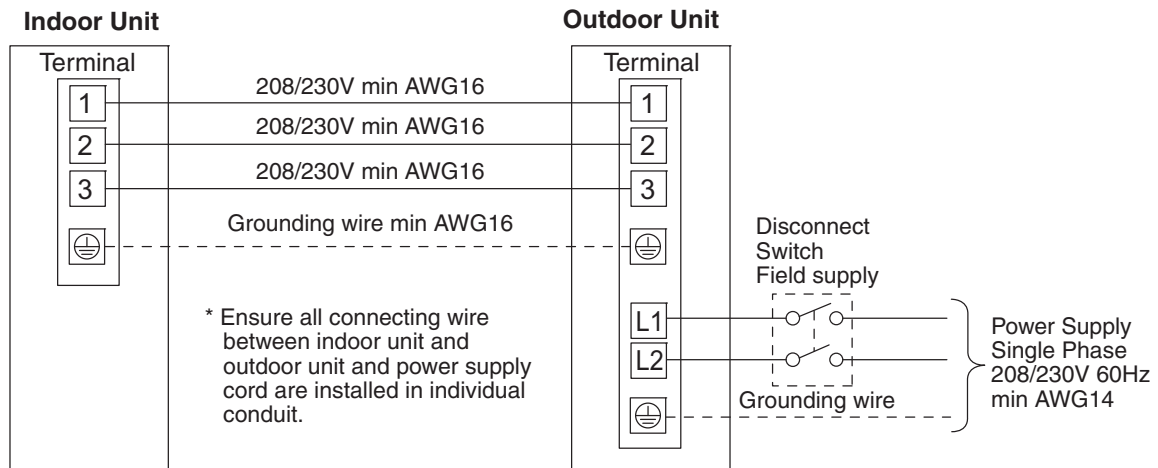 Indoor Unit
Outdoor Unit
Terminal
Terminal
1
208/230V min AWG16
1
2
208/230V min AWG16
2
3
208/230V min AWG16
3
Grounding wire min AWG16
Disconnect
Switch
Field supply
* Ensure all connecting wire
between indoor unit and
outdoor unit and power supply
cord are installed in individual
conduit.
L1
L2
Grounding wire
Power Supply
Single Phase
208/230V 60Hz
min AWG14